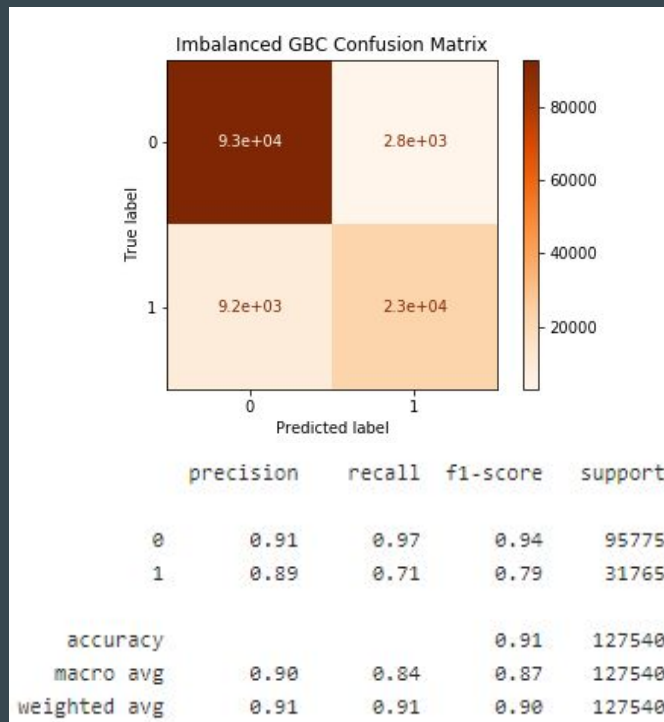 Imbalanced GBC Confusion Matrix
True label
0
9.3e+04
2.8e+03
1
9.2e+03
2.3e+04
0
1
Predicted label
80000
60000
40000
20000
precision recall f1-score support
0 0.91 0.97 0.94 95775
1 0.89 0.71 0.79 31765
accuracy 0.91 127540
macro avg 0.90 0.84 0.87 127540
weighted avg 0.91 0.91 0.90 127540